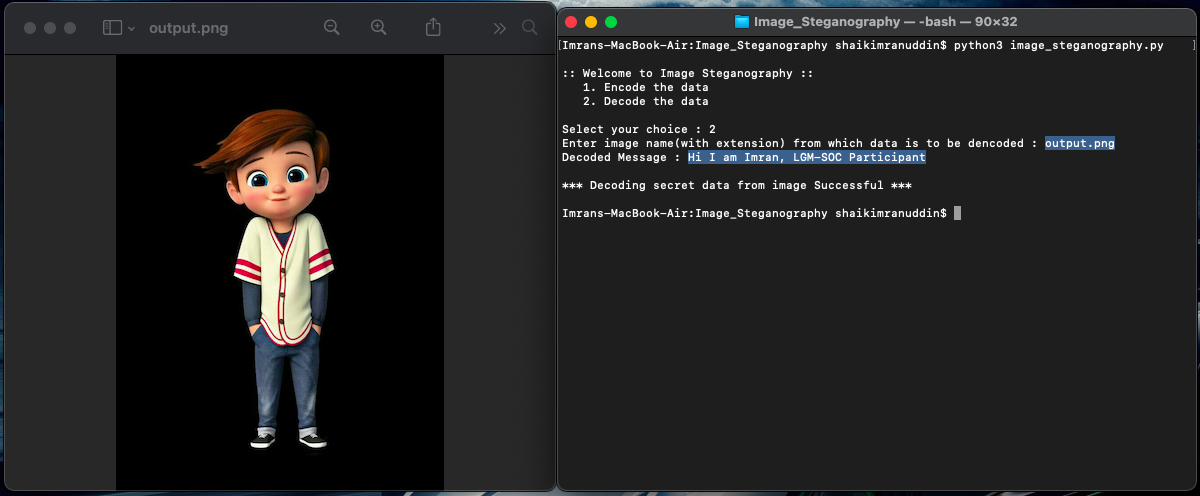 output.png
Image_Steganography — -bash — 90×32
[Imrans-MacBook-Air:Image_Steganography shaikimranuddin$ python3 image_steganography.py ]
:: Welcome to Image Steganography ::
1. Encode the data
2. Decode the data
Select your choice : 2
Enter image name(with extension) from which data is to be dencoded : output.png
Decoded Message : Hi I am Imran, LGM-SOC Participant
*** Decoding secret data from image Successful ***
Imrans-MacBook-Air:Image_Steganography shaikimranuddin$